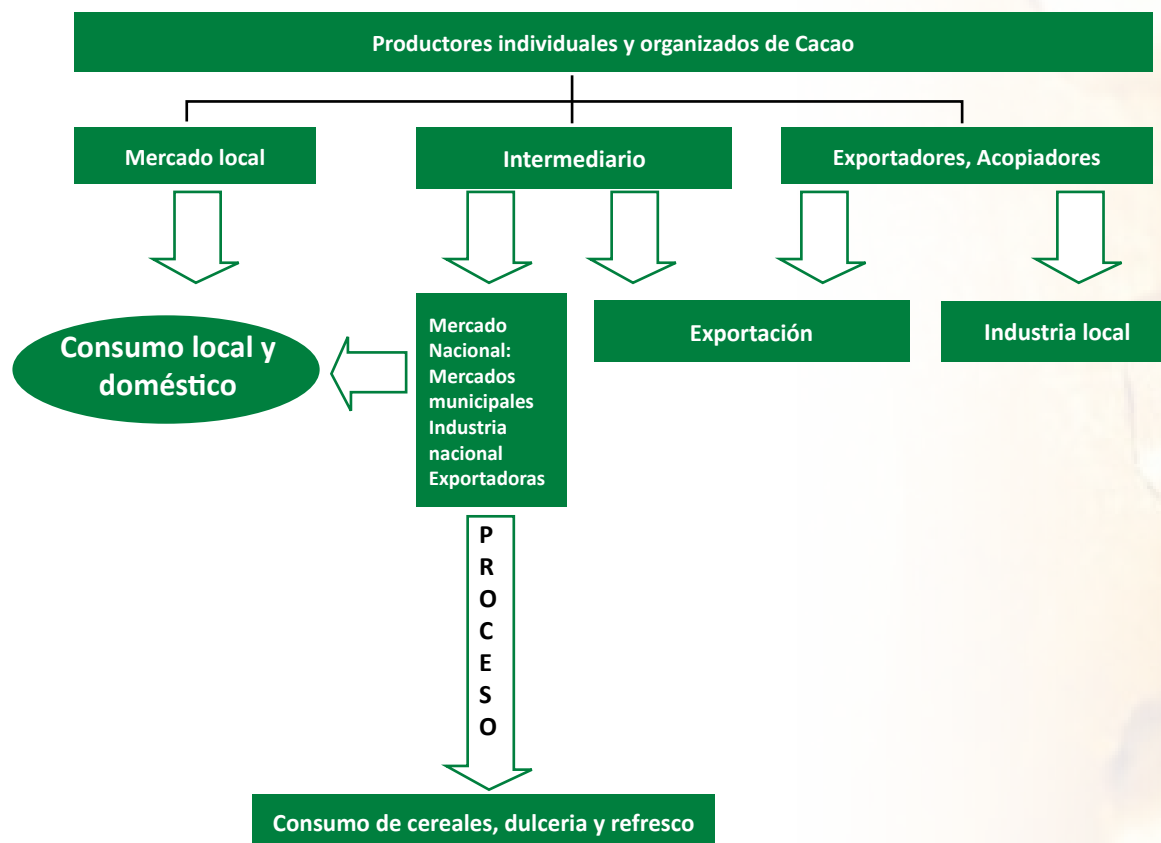 Productores individuales y organizados de Cacao
Mercado local
Intermediario
Exportadores, Acopiadores
Consumo local y
doméstico
Mercado
Nacional:
Mercados
municipales
Industria
nacional
Exportadoras
Exportación
Industria local
P
R
O
C
E
S
O
Consumo de cereales, dulceria y refresco